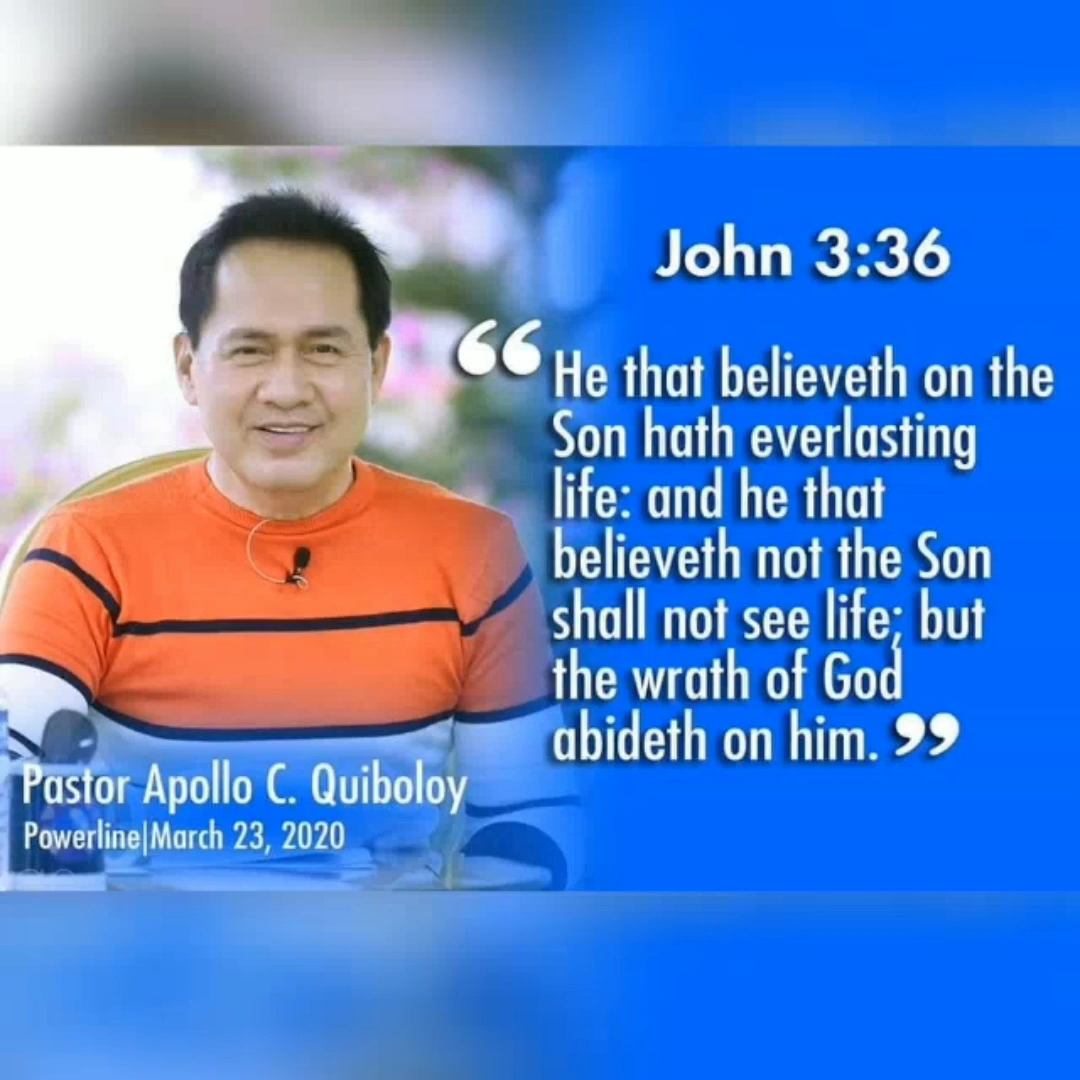 John 3:36
“He that believeth on the
Son hath everlasting
life: and he that
believeth not the Son
shall not see life; but
the wrath of God
abideth on him.”
Pastor Apollo C. Quiboloy
Powerline|March 23, 2020